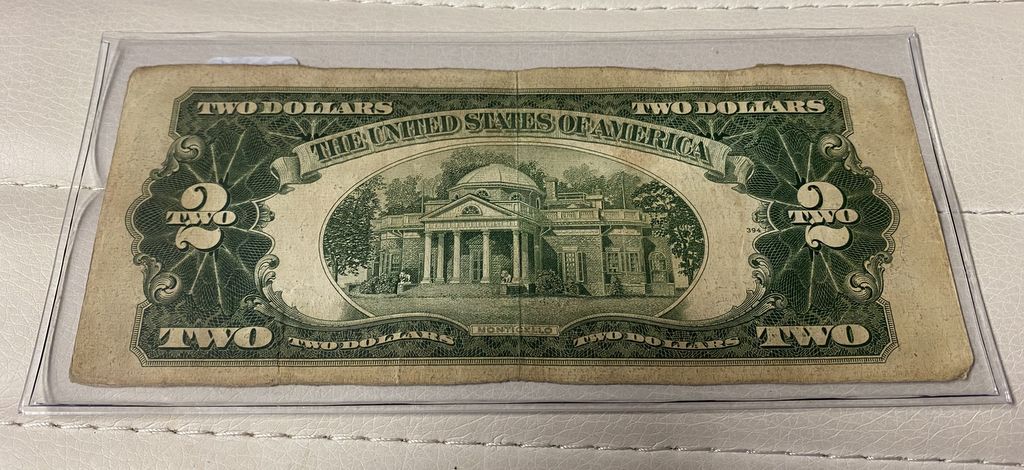 TWO DOLLARS TWO DOLLARS
THE UNITED STATES OF AMERICA
2 2
TWO TWO
394
MONTICELLO
TWO TWO DOLLARS TWO DOLLARS TWO